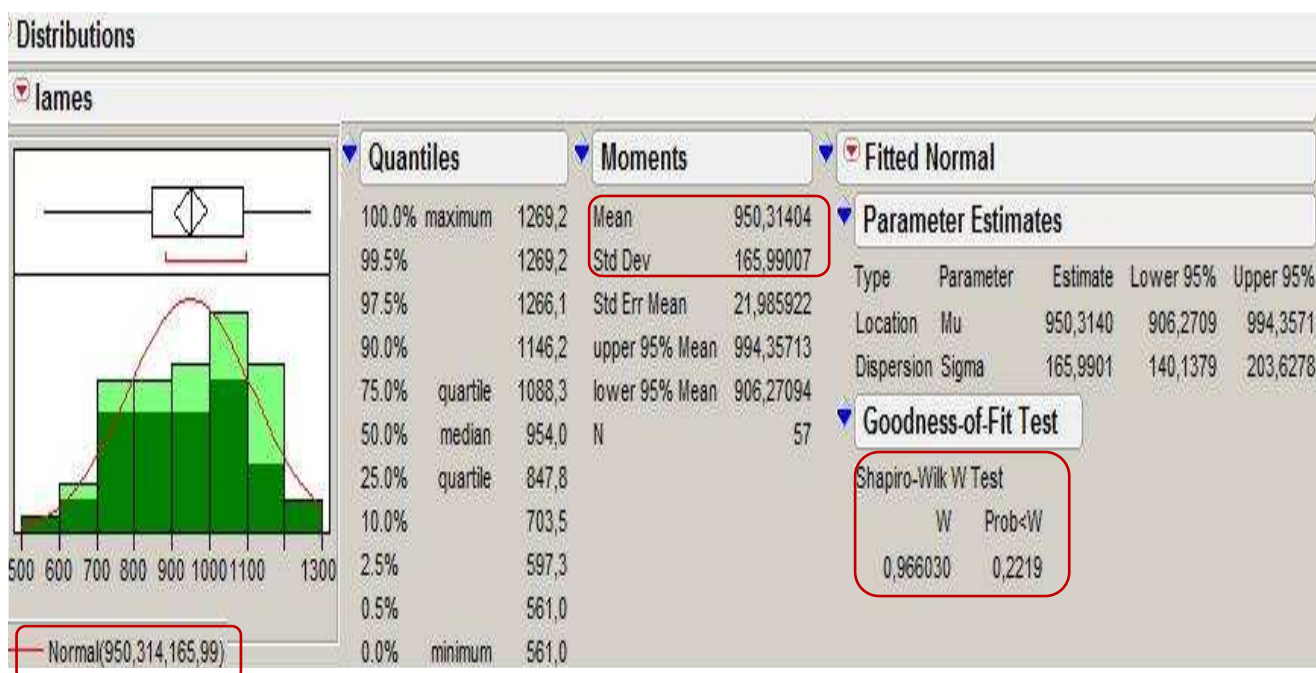 Distributions
lames
500 600 700 800 900 1000 1100 1300
Normal(950,314,165,99)
Quantiles
100.0% maximum 1269,2
99.5% 1269,2
97.5% 1266,1
90.0% 1146,2
75.0% quartile 1088,3
50.0% median 954,0
25.0% quartile 847,8
10.0% 703,5
2.5% 597,3
0.5% 561,0
0.0% minimum 561,0
Moments
Mean 950,31404
Std Dev 165,99007
Std Err Mean 21,985922
upper 95% Mean 994,35713
lower 95% Mean 906,27094
N 57
Fitted Normal
Parameter Estimates
Type Parameter Estimate Lower 95% Upper 95%
Location Mu 950,3140 906,2709 994,3571
Dispersion Sigma 165,9901 140,1379 203,6278
Goodness-of-Fit Test
Shapiro-Wilk W Test
W Prob<W
0,966030 0,2219